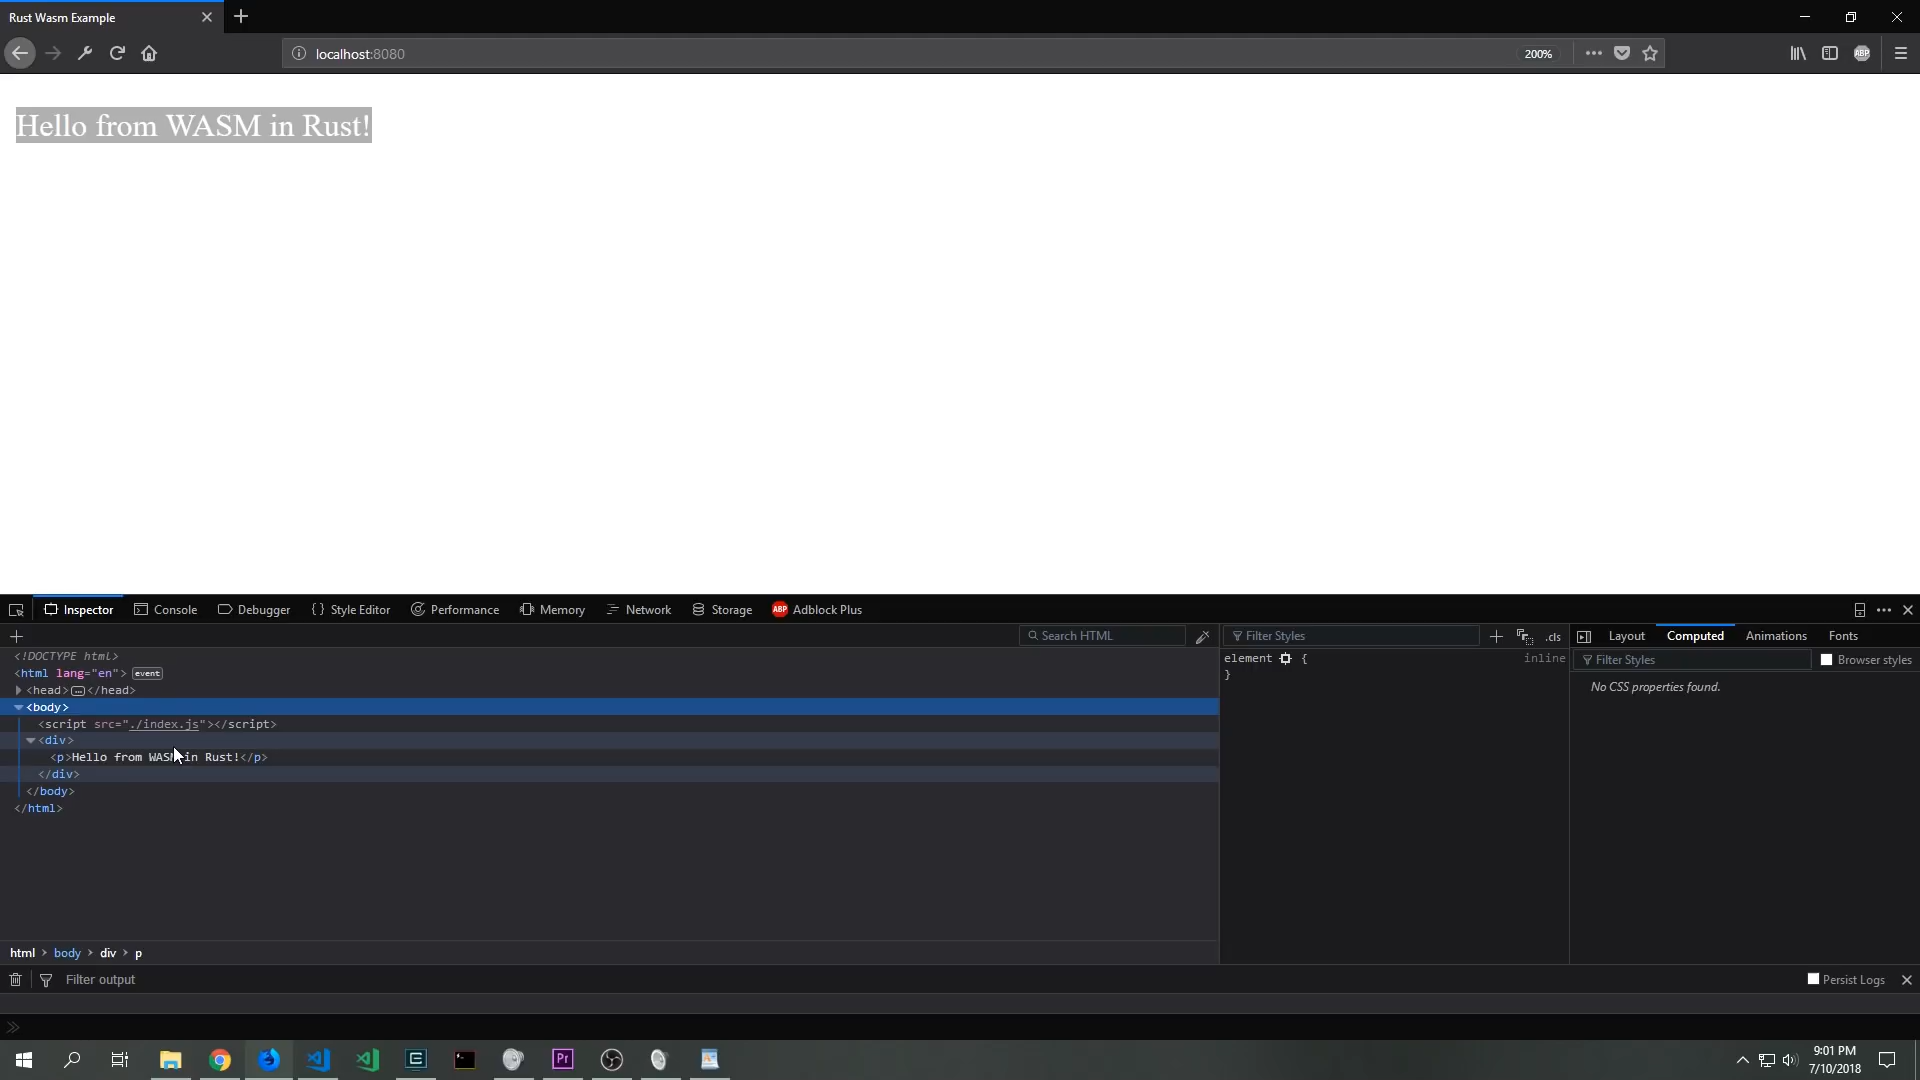 Rust Wasm Example
localhost:8080
200%
ABP
Hello from WASM in Rust!
Inspector Console Debugger {} Style Editor Performance Memory Network Storage ABP Adblock Plus
Search HTML
Filter Styles
.cls
Layout Computed Animations Fonts
<!DOCTYPE html>
element { inline
Filter Styles
Browser styles
<html lang="en"> event
}
No CSS properties found.
<head>…</head>
<body>
<script src="./index.js"></script>
<div>
<p>Hello from WASM in Rust!</p>
</div>
</body>
</html>
html > body > div > p
Filter output
Persist Logs
>>
Pr
9:01 PM
7/10/2018